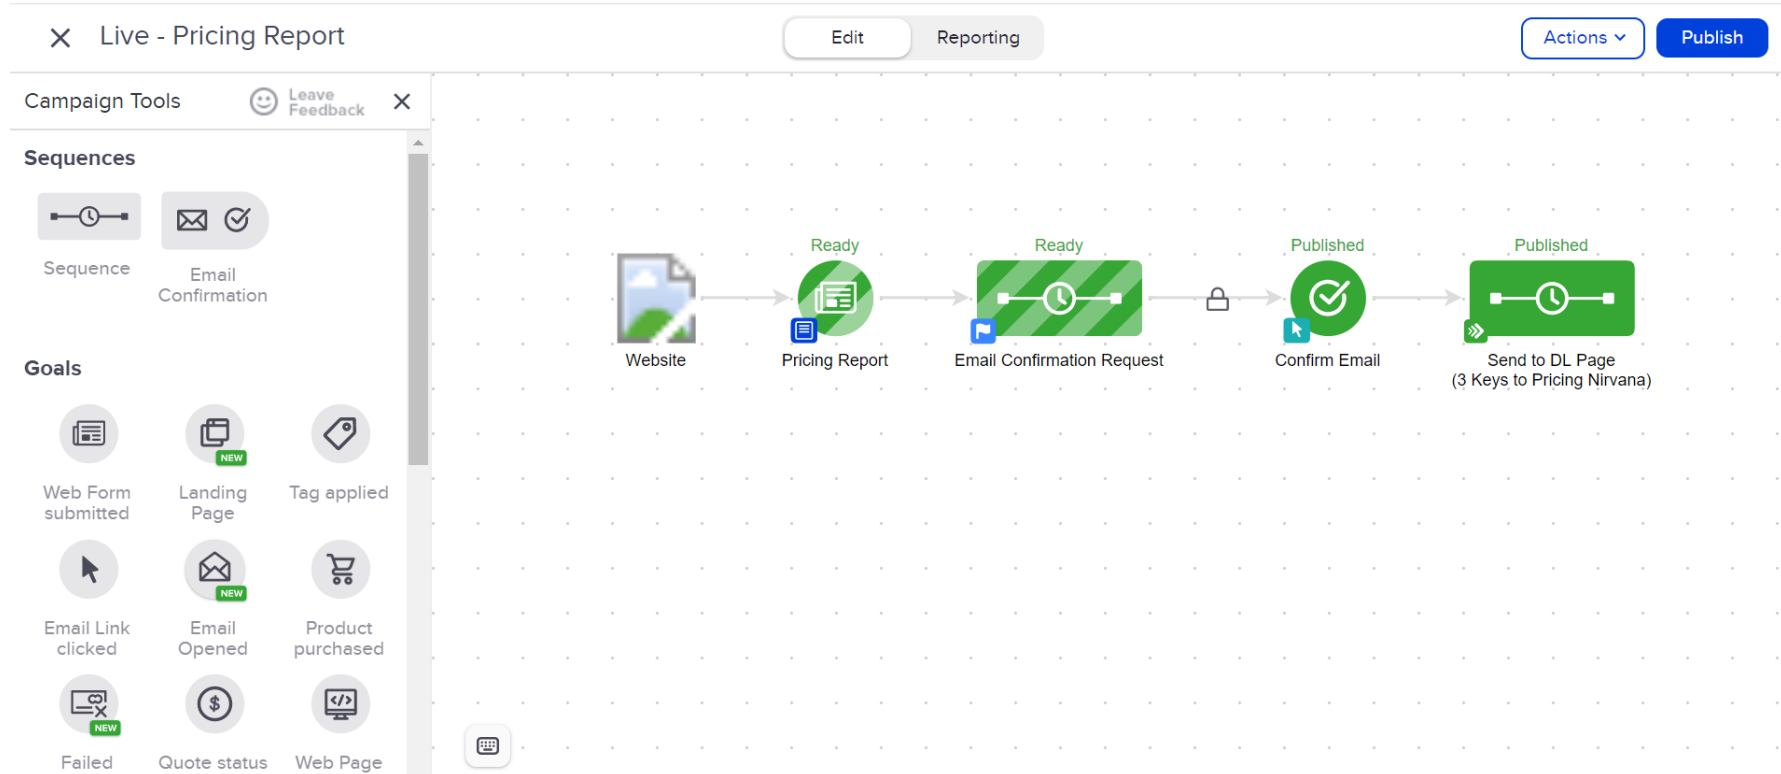 Live - Pricing Report
Edit
Reporting
Actions
Publish
Campaign Tools
Leave
Feedback
Sequences
Sequence
Email
Confirmation
Goals
NEW
Web Form
submitted
Landing
Page
Tag applied
NEW
Email Link
clicked
Email
Opened
Product
purchased
NEW
Failed
Quote status
Web Page
Website
Ready
Pricing Report
Ready
Email Confirmation Request
Published
Confirm Email
Published
Send to DL Page
(3 Keys to Pricing Nirvana)